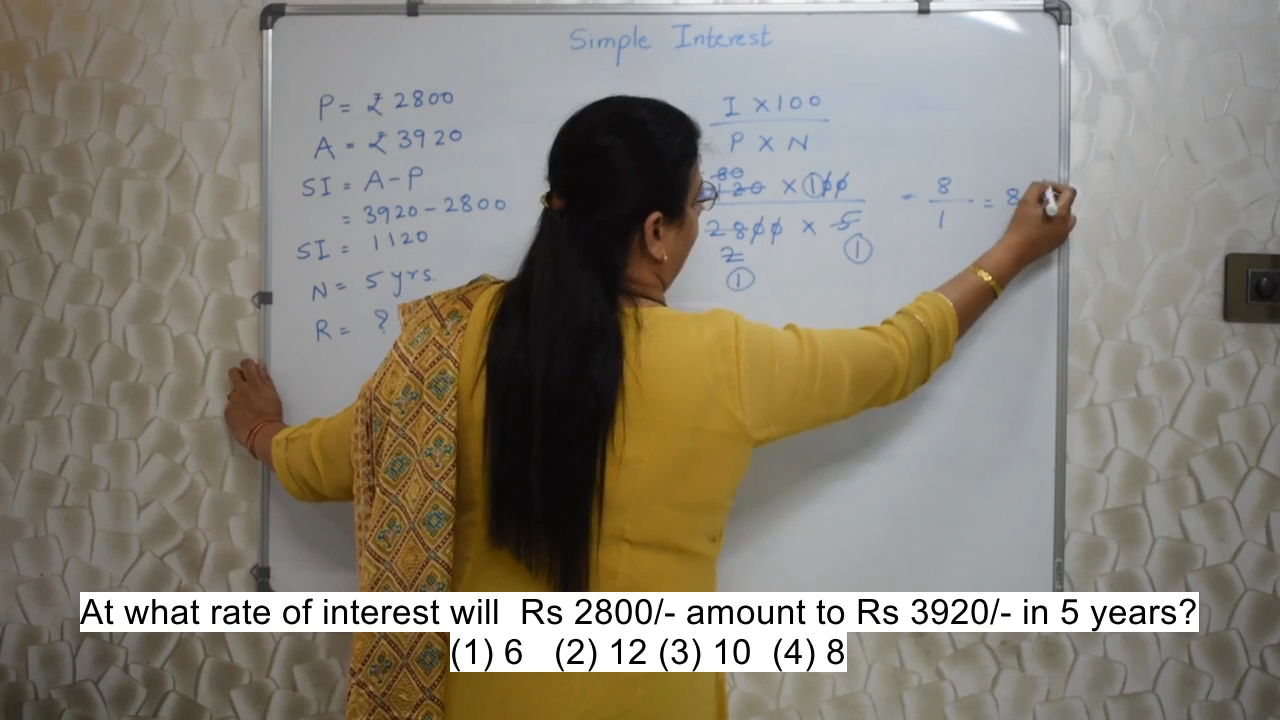 Simple Interest
P = ₹ 2800
A = ₹ 3920
SI = A-P
= 3920-2800
SI = 1120
N = 5 yrs.
R = ?
I X 100
P X N
80
1120 X 100
2800 X 5
2
1
1
= 8
1
= 8
At what rate of interest will Rs 2800/- amount to Rs 3920/- in 5 years?
(1) 6 (2) 12 (3) 10 (4) 8